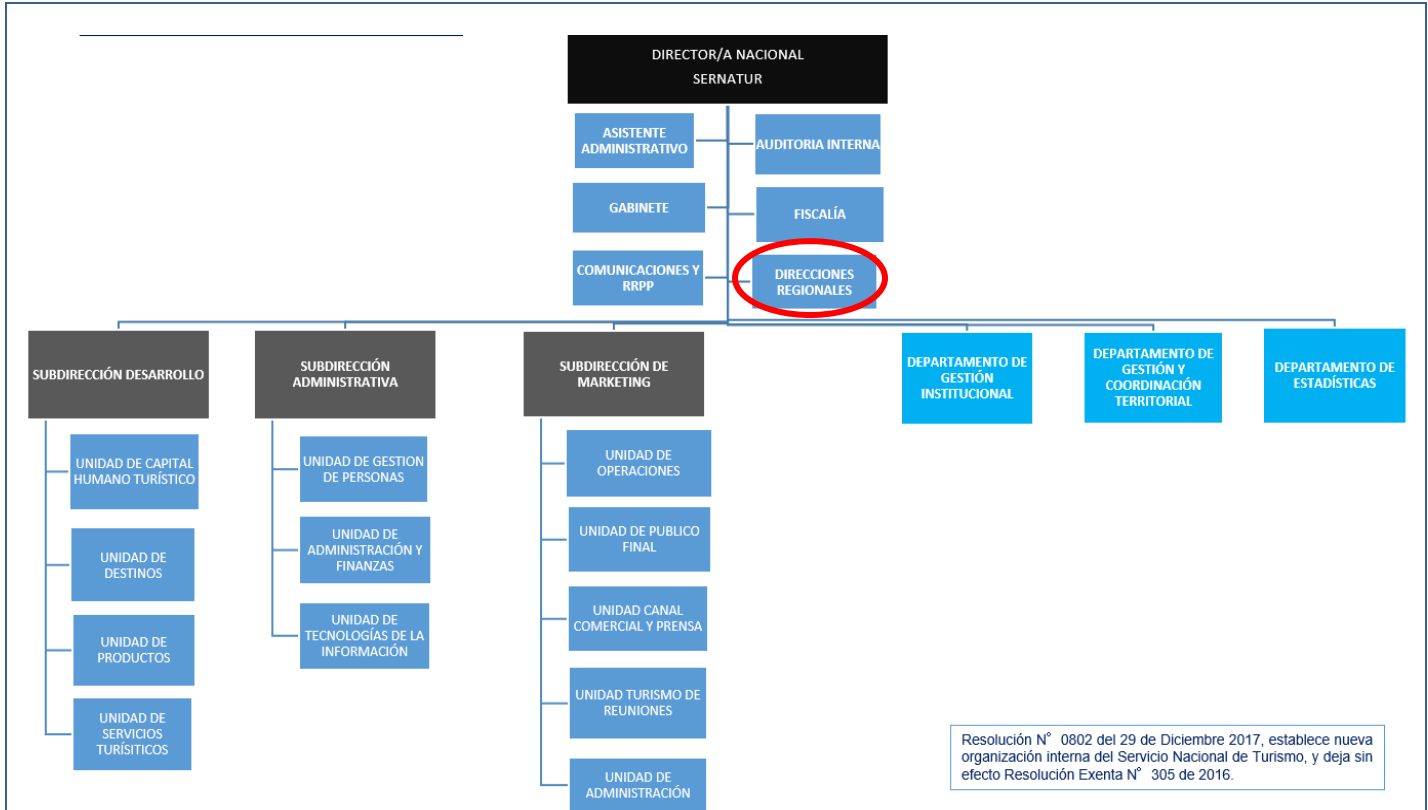 DIRECTOR/A NACIONAL
SERNATUR
ASISTENTE
ADMINISTRATIVO
AUDITORIA INTERNA
GABINETE
FISCALÍA
COMUNICACIONES Y
RRPP
DIRECCIONES
REGIONALES
SUBDIRECCIÓN DESARROLLO
SUBDIRECCIÓN
ADMINISTRATIVA
SUBDIRECCIÓN DE
MARKETING
DEPARTAMENTO DE
GESTIÓN
INSTITUCIONAL
DEPARTAMENTO DE
GESTIÓN Y
COORDINACIÓN
TERRITORIAL
DEPARTAMENTO DE
ESTADÍSTICAS
UNIDAD DE CAPITAL
HUMANO TURÍSTICO
UNIDAD DE
DESTINOS
UNIDAD DE
PRODUCTOS
UNIDAD DE
SERVICIOS
TURÍSITICOS
UNIDAD DE GESTION
DE PERSONAS
UNIDAD DE
ADMINISTRACIÓN Y
FINANZAS
UNIDAD DE
TECNOLOGÍAS DE LA
INFORMACIÓN
UNIDAD DE
OPERACIONES
UNIDAD DE PUBLICO
FINAL
UNIDAD CANAL
COMERCIAL Y PRENSA
UNIDAD TURISMO DE
REUNIONES
UNIDAD DE
ADMINISTRACIÓN
Resolución N° 0802 del 29 de Diciembre 2017, establece nueva
organización interna del Servicio Nacional de Turismo, y deja sin
efecto Resolución Exenta N° 305 de 2016.